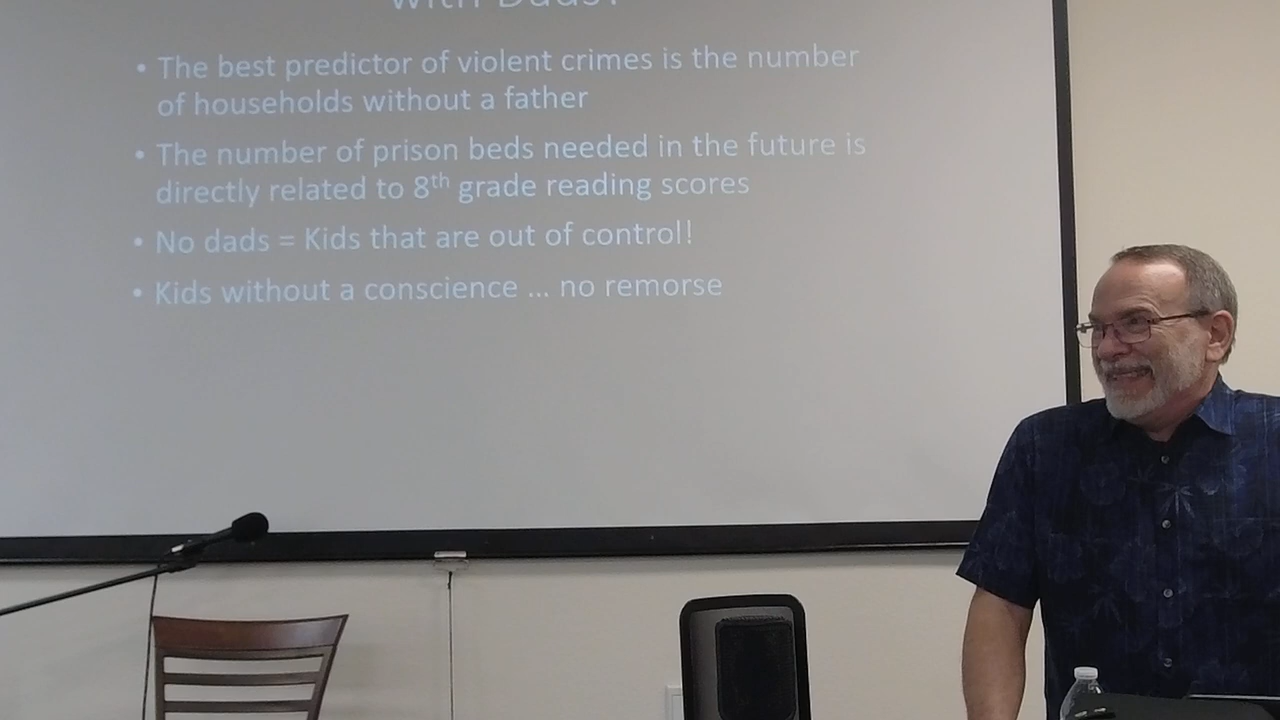 with Dads?
• The best predictor of violent crimes is the number
of households without a father
• The number of prison beds needed in the future is
directly related to 8th grade reading scores
• No dads = Kids that are out of control!
• Kids without a conscience ... no remorse